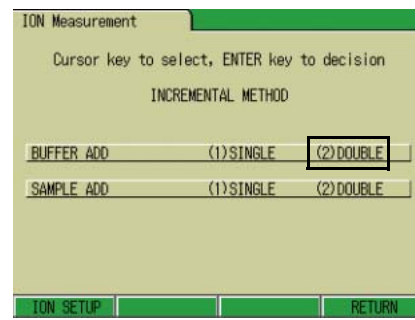 ION Measurement
Cursor key to select, ENTER key to decision
INCREMENTAL METHOD
BUFFER ADD (1)SINGLE (2)DOUBLE
SAMPLE ADD (1)SINGLE (2)DOUBLE
ION SETUP RETURN